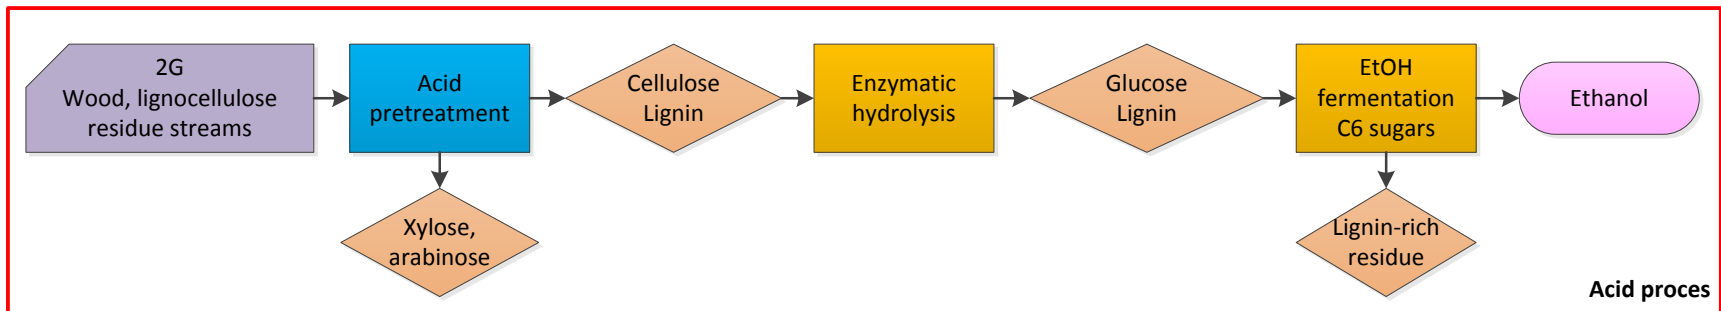 2G
Wood, lignocellulose
residue streams
Acid
pretreatment
Cellulose
Lignin
Enzymatic
hydrolysis
Glucose
Lignin
EtOH
fermentation
C6 sugars
Ethanol
Xylose,
arabinose
Lignin-rich
residue
Acid proces